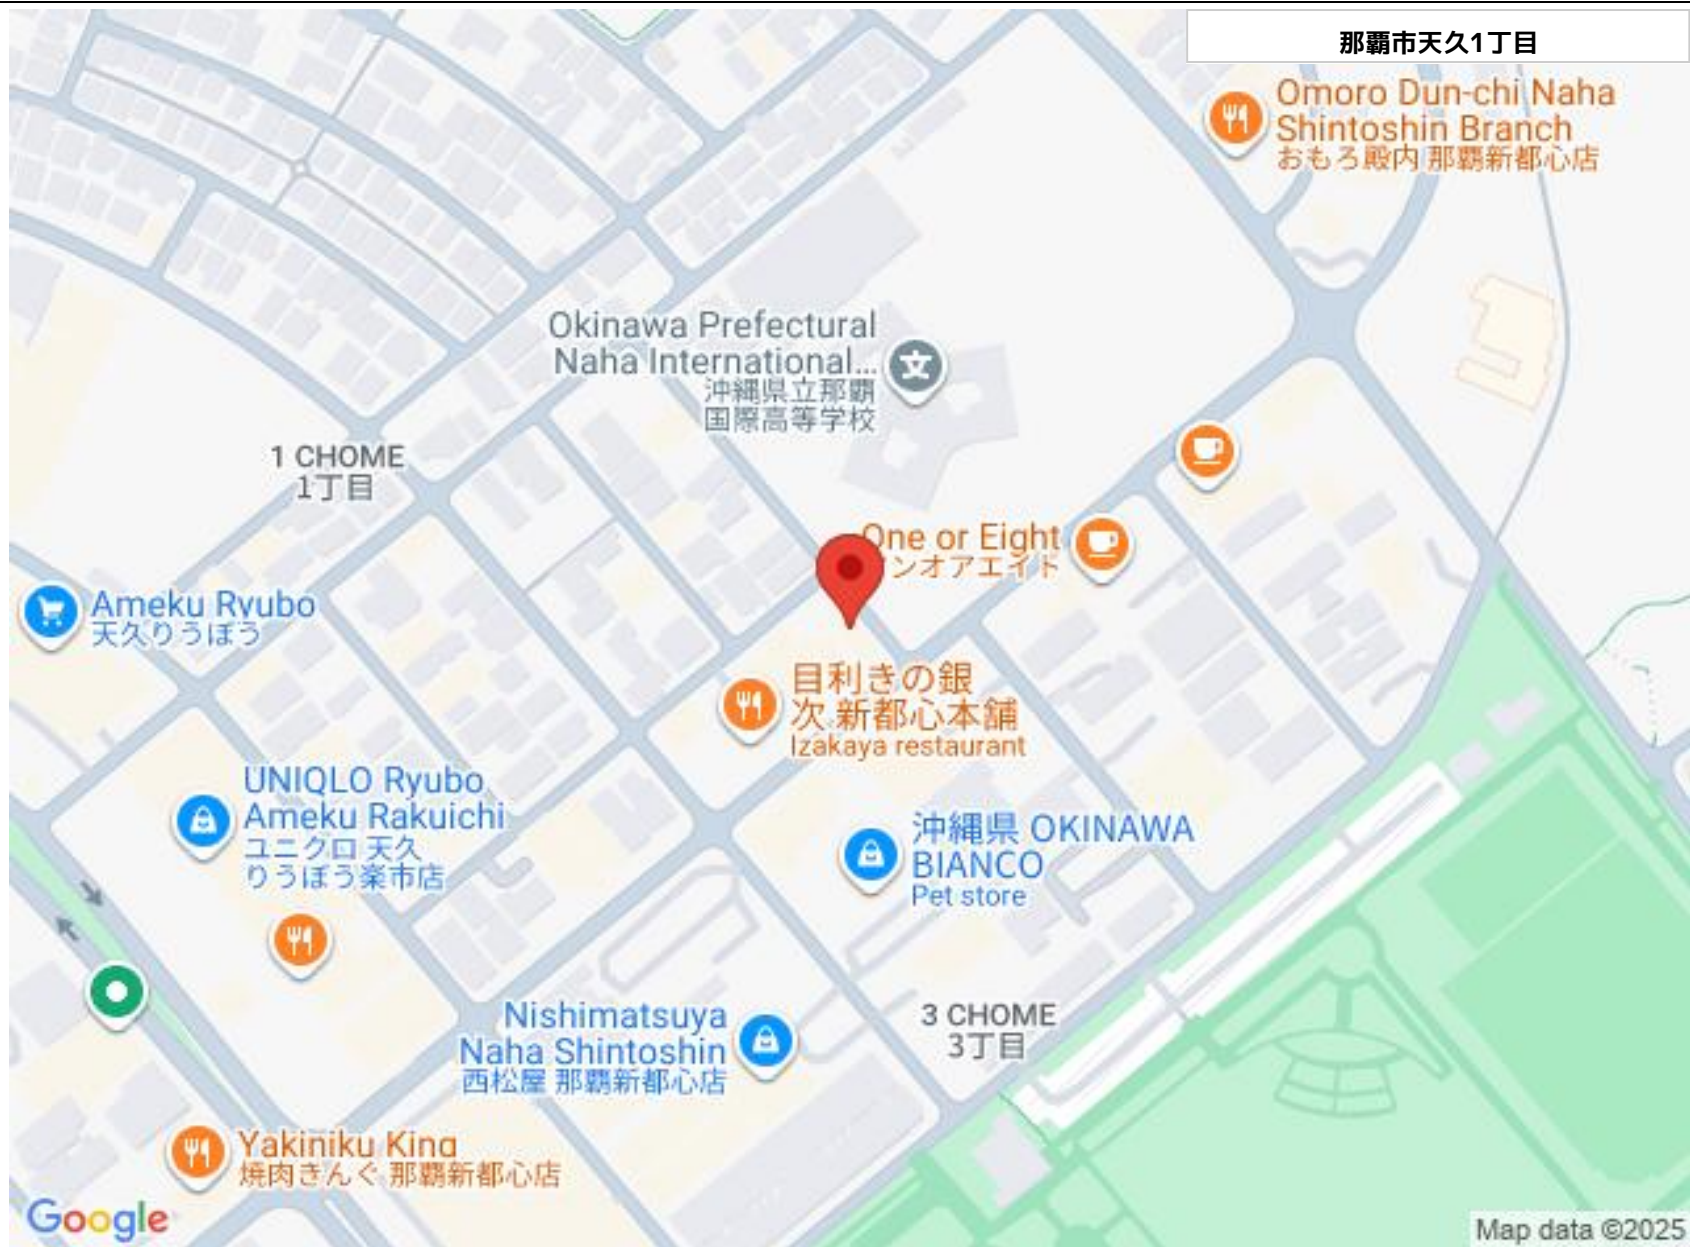 那覇市天久1丁目
Omoro Dun-chi Naha
Shintoshin Branch
おもろ殿内 那覇新都心店
Okinawa Prefectural
Naha International...
沖縄県立那覇
国際高等学校
1 CHOME
1丁目
One or Eight
ンオアエイト
Ameku Ryubo
天久りうぼう
目利きの銀
次 新都心本舗
Izakaya restaurant
UNIQLO Ryubo
Ameku Rakuichi
ユニクロ 天久
りうぼう楽市店
沖縄県 OKINAWA
BIANCO
Pet store
Nishimatsuya
Naha Shintoshin
西松屋 那覇新都心店
3 CHOME
3丁目
Yakiniku King
焼肉きんぐ 那覇新都心店
Google
Map data ©2025